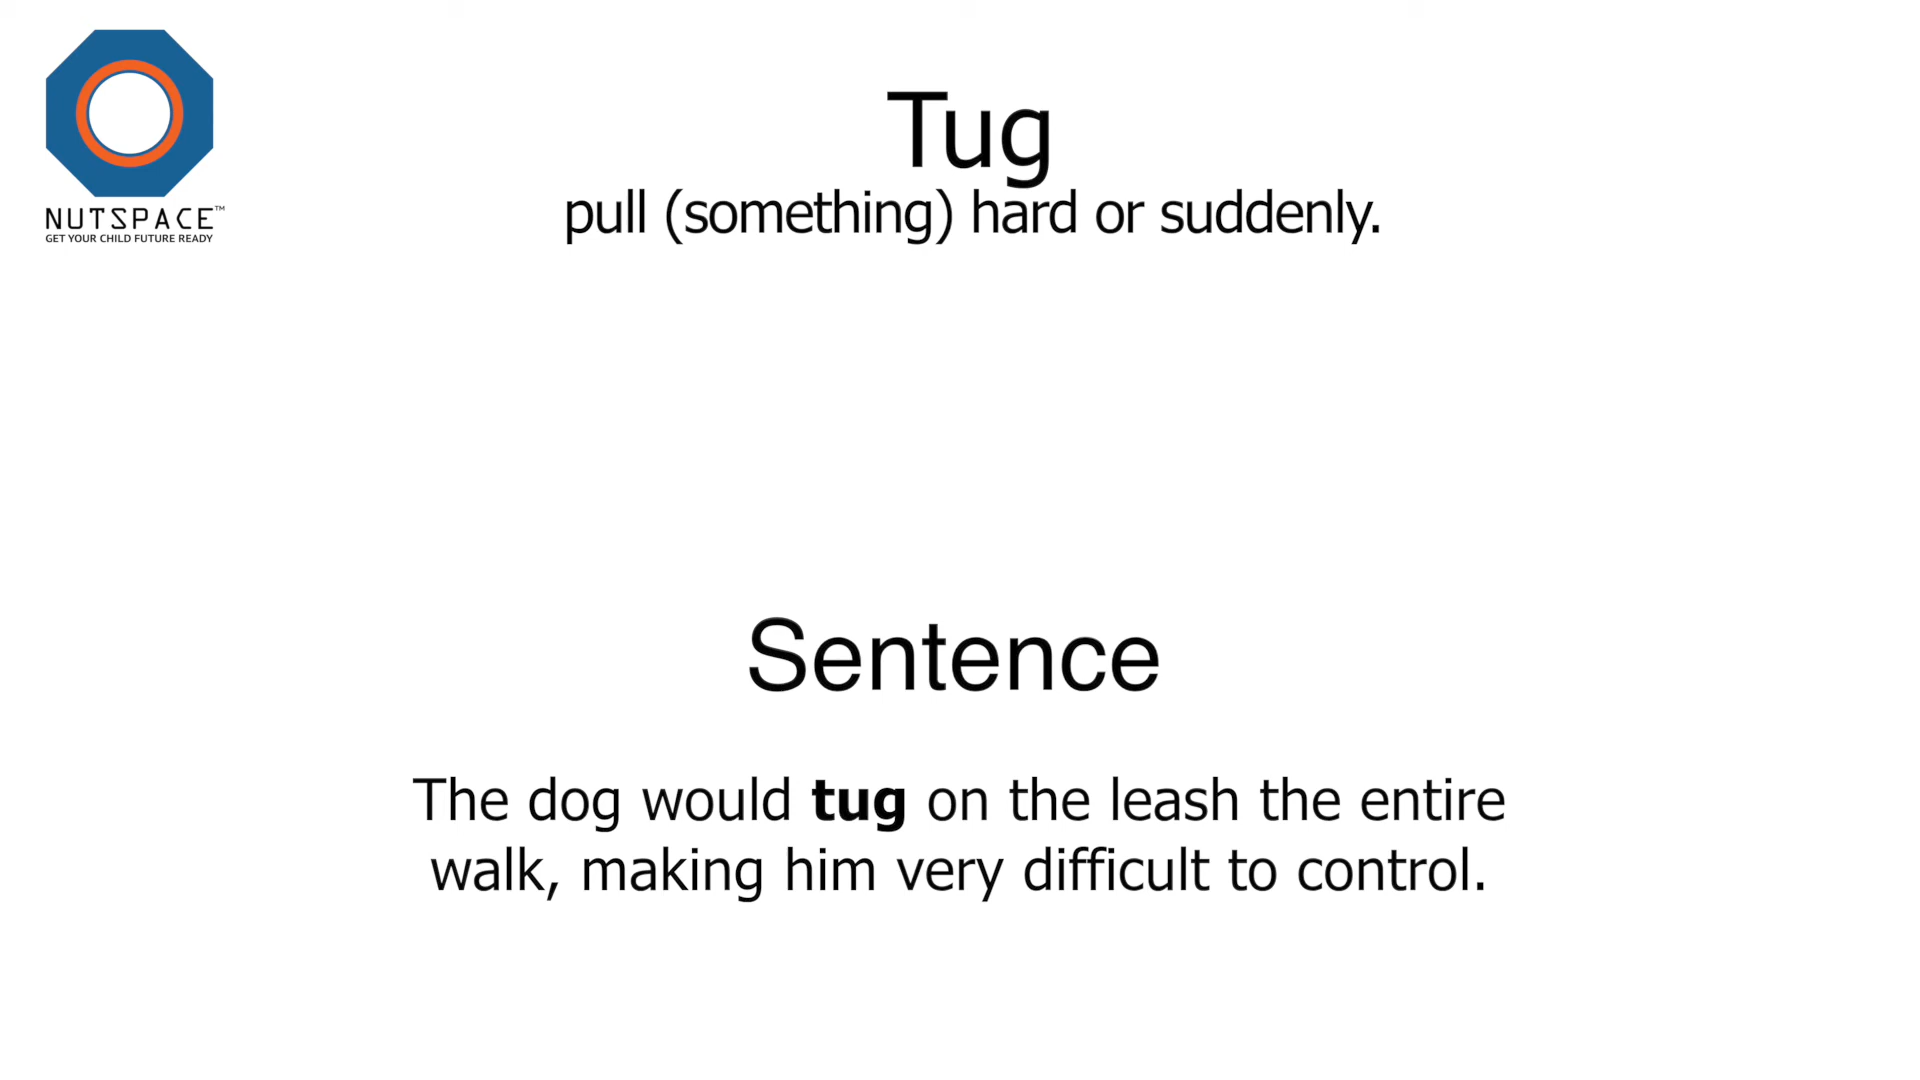 NUTSPACE™
GET YOUR CHILD FUTURE READY
Tug
pull (something) hard or suddenly.
Sentence
The dog would tug on the leash the entire
walk, making him very difficult to control.